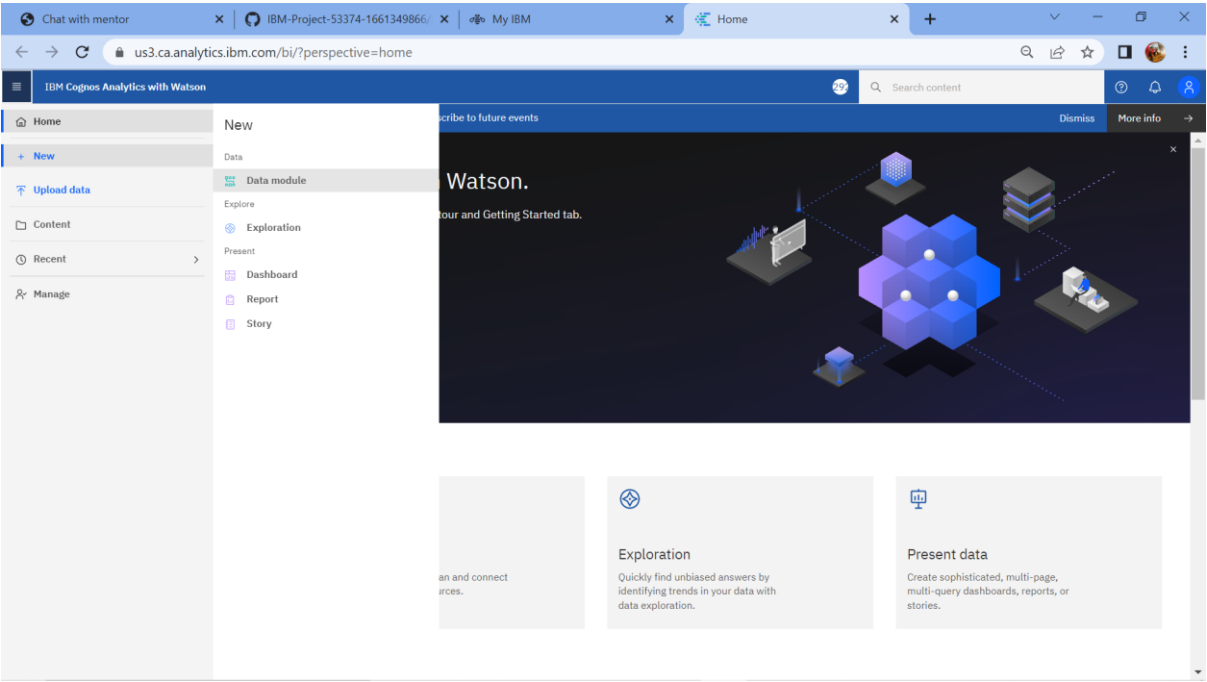 Chat with mentor
IBM-Project-53374-1661349866/
My IBM
Home
us3.ca.analytics.ibm.com/bi/?perspective=home
IBM Cognos Analytics with Watson
292
Search content
Home
New
Data
Data module
Explore
Exploration
Present
Dashboard
Report
Story
New
Upload data
Content
Recent
Manage
scribe to future events
Dismiss
More info
Watson.
tour and Getting Started tab.
an and connect
urces.
Exploration
Quickly find unbiased answers by
identifying trends in your data with
data exploration.
Present data
Create sophisticated, multi-page,
multi-query dashboards, reports, or
stories.